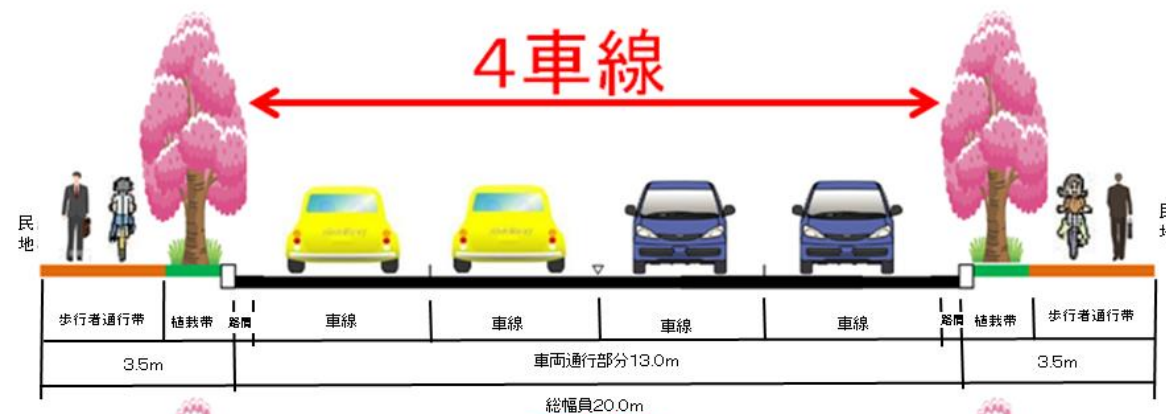 4車線
民地
歩行者通行帯
植栽帯
路肩
車線
車線
車線
車線
路肩
植栽帯
歩行者通行帯
3.5m
車両通行部分13.0m
3.5m
総幅員20.0m